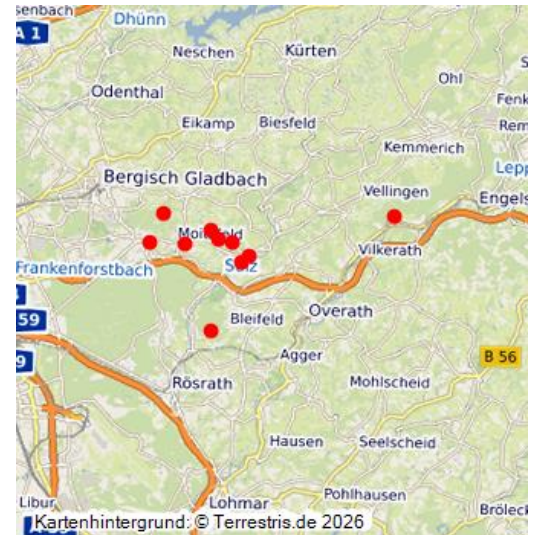 senbach
Dhünn
A 1
Neschen
Kürten
Ohl
Odenthal
Fenk
Eikamp
Biesfeld
Rem
Kemmerich
Lepp
Bergisch Gladbach
Vellingen
Engels
Vilkerath
Frankenforstbach
Sülz
59
Bleifeld
Overath
9
Agger
B 56
Rösrath
Mohlscheid
Hausen
Seelscheid
Libur
Lohmar
Pohlhausen
Bröleck
Kartenhintergrund: © Terrestris.de 2026